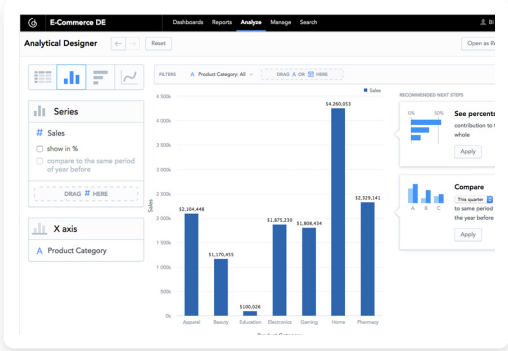 E-Commerce DE
Dashboards Reports Analyze Manage Search
Analytical Designer
Reset
FILTERS A Product Category: All
DRAG A OR HERE
Series
# Sales
show in %
compare to the same period
of year before
DRAG # HERE
X axis
A Product Category
Sales
4 500k
4 000k
3 500k
3 000k
2 500k
2 000k
1 500k
1 000k
500k
0k
Sales
$2,104,448
$1,170,455
$100,026
$1,875,230
$1,808,434
$4,260,053
$2,329,141
Apparel Beauty Education Electronics Gaming Home Pharmacy
RECOMMENDED NEXT STEPS
0% 50%
See percent
contribution to
whole
Apply
A B C
Compare
This quarter
to same period
the year before
Apply